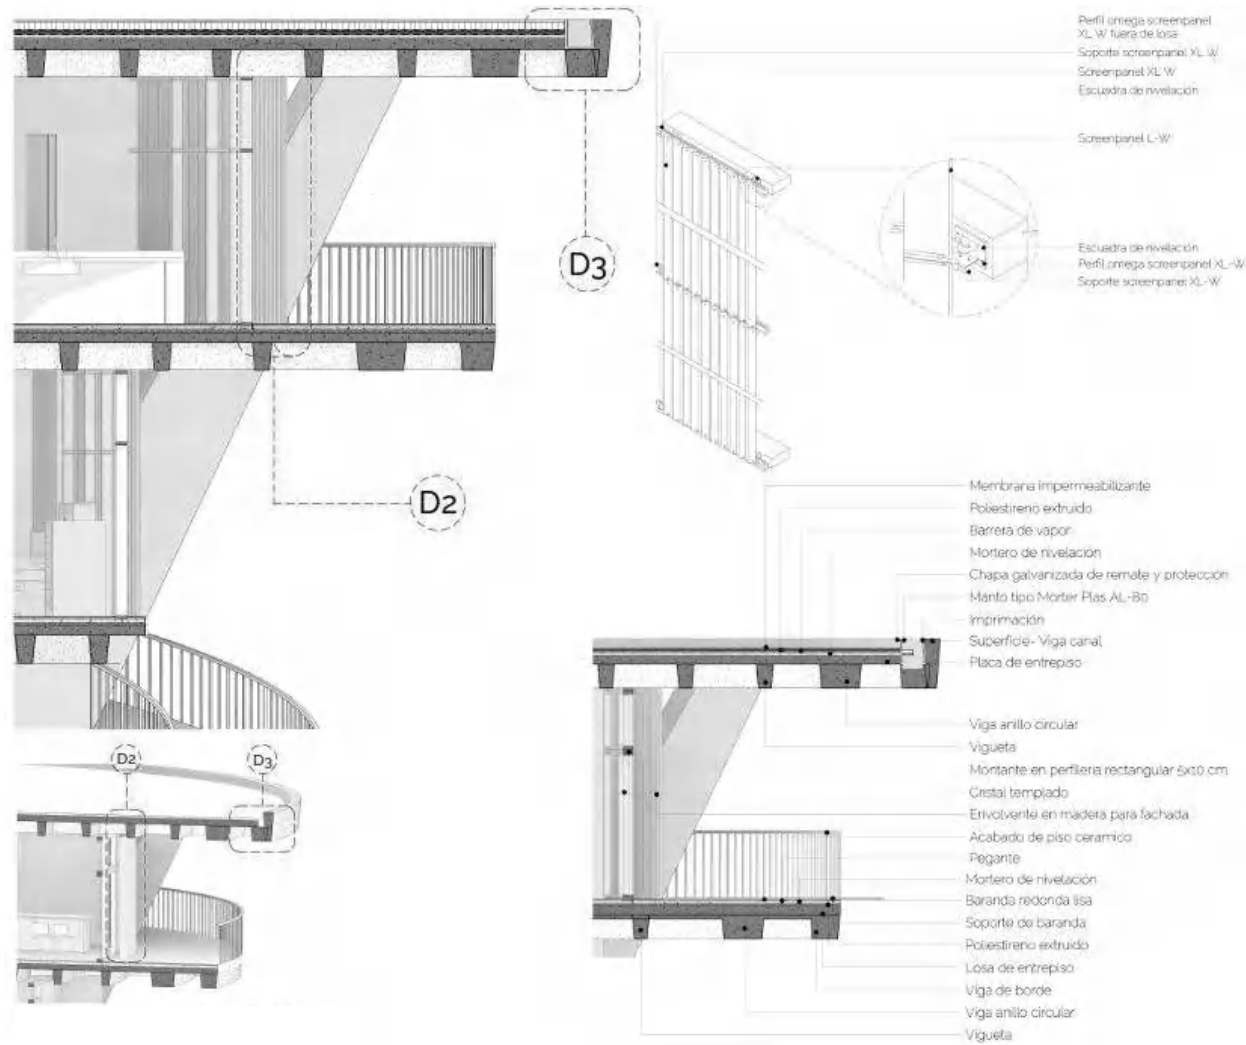 Perfil omega screenpanel
XL W fuera de losa
Soporte screenpanel XL W
Screenpanel XL W
Escuadra de nivelación
Screenpanel L-W
Escuadra de nivelación
Perfil omega screenpanel XL-W
Soporte screenpanel XL-W
D3
D2
Membrana impermeabilizante
Poliestireno extruido
Barrera de vapor
Mortero de nivelación
Chapa galvanizada de remate y protección
Manto tipo Morter Plas AL-80
Imprimación
Superficie- Viga canal
Placa de entrepiso
Viga anillo circular
Vigueta
Montante en perfileria rectangular 5x10 cm
Cristal templado
Envolvente en madera para fachada
Acabado de piso ceramico
Pegante
Mortero de nivelación
Baranda redonda lisa
Soporte de baranda
Poliestireno extruido
Losa de entrepiso
Viga de borde
Viga anillo circular
Vigueta
D2
D3